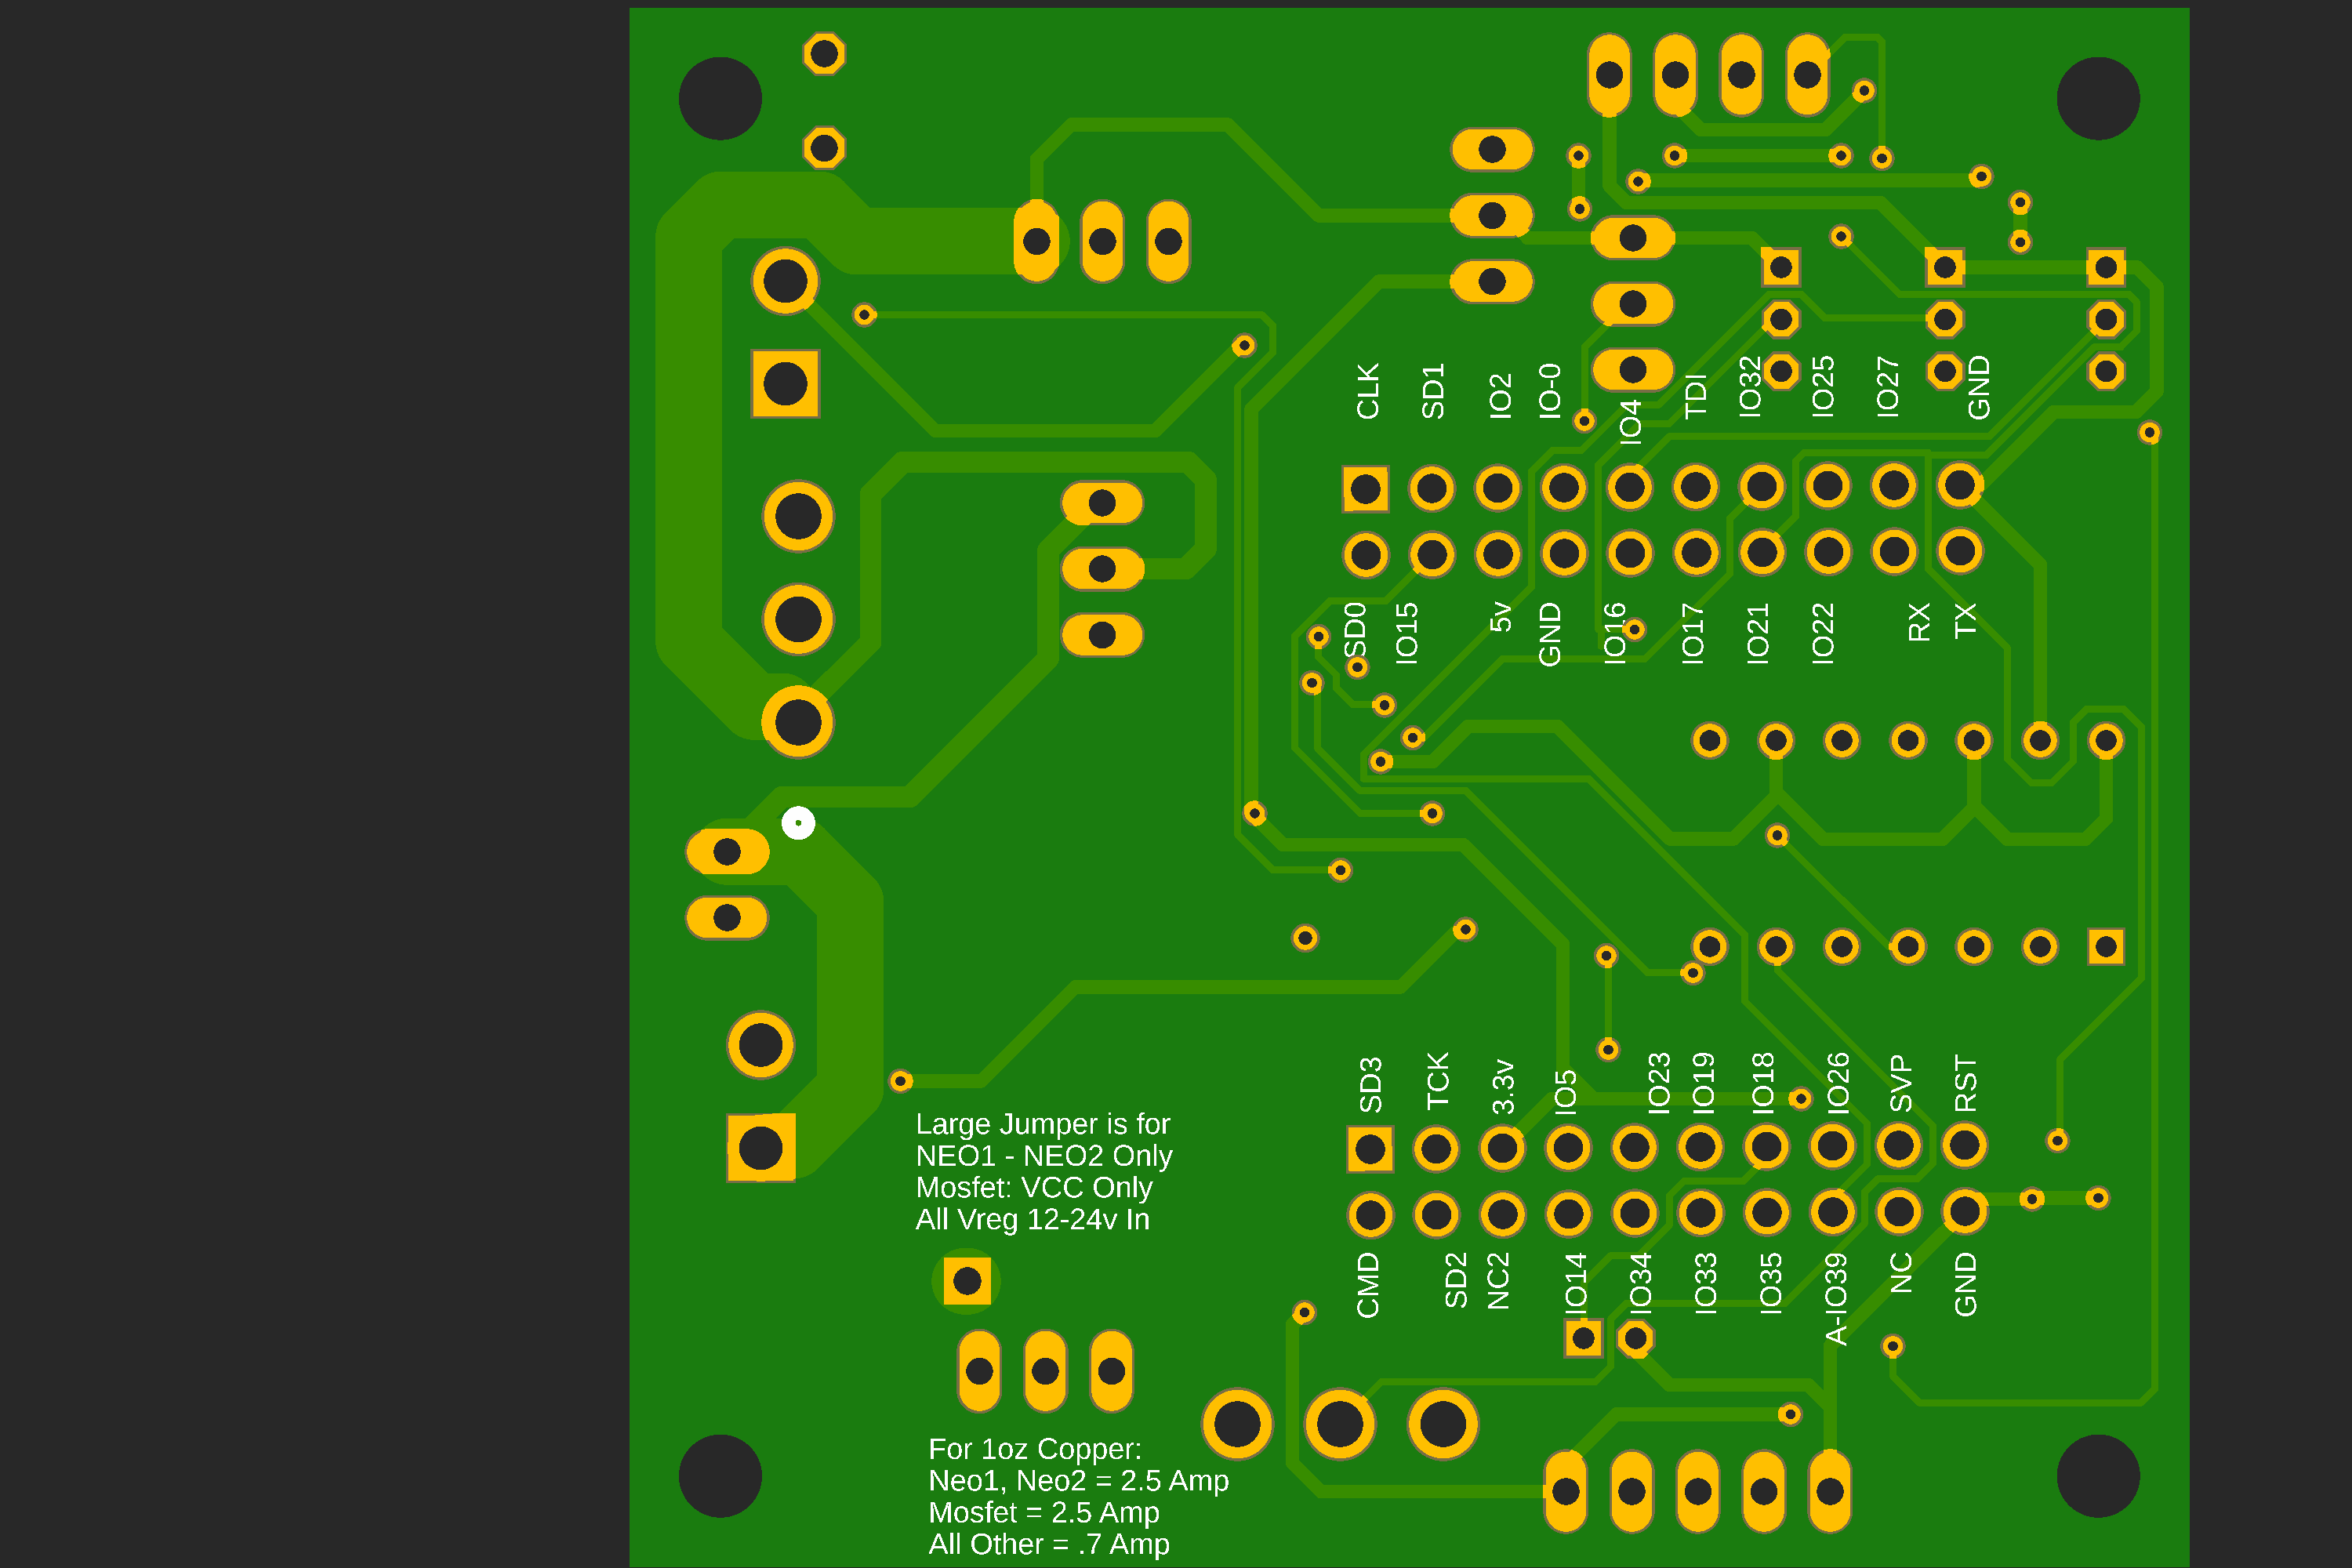 CLK
SD1
IO2
IO-0
IO4
TDI
IO32
IO25
IO27
GND
SD0
IO15
5v
GND
IO16
IO17
IO21
IO22
RX
TX
SD3
TCK
3.3v
IO5
IO23
IO19
IO18
IO26
SVP
RST
Large Jumper is for
NEO1 - NEO2 Only
Mosfet: VCC Only
All Vreg 12-24v In
CMD
SD2
NC2
IO14
IO34
IO33
IO35
A-IO39
NC
GND
For 1oz Copper:
Neo1, Neo2 = 2.5 Amp
Mosfet = 2.5 Amp
All Other = .7 Amp